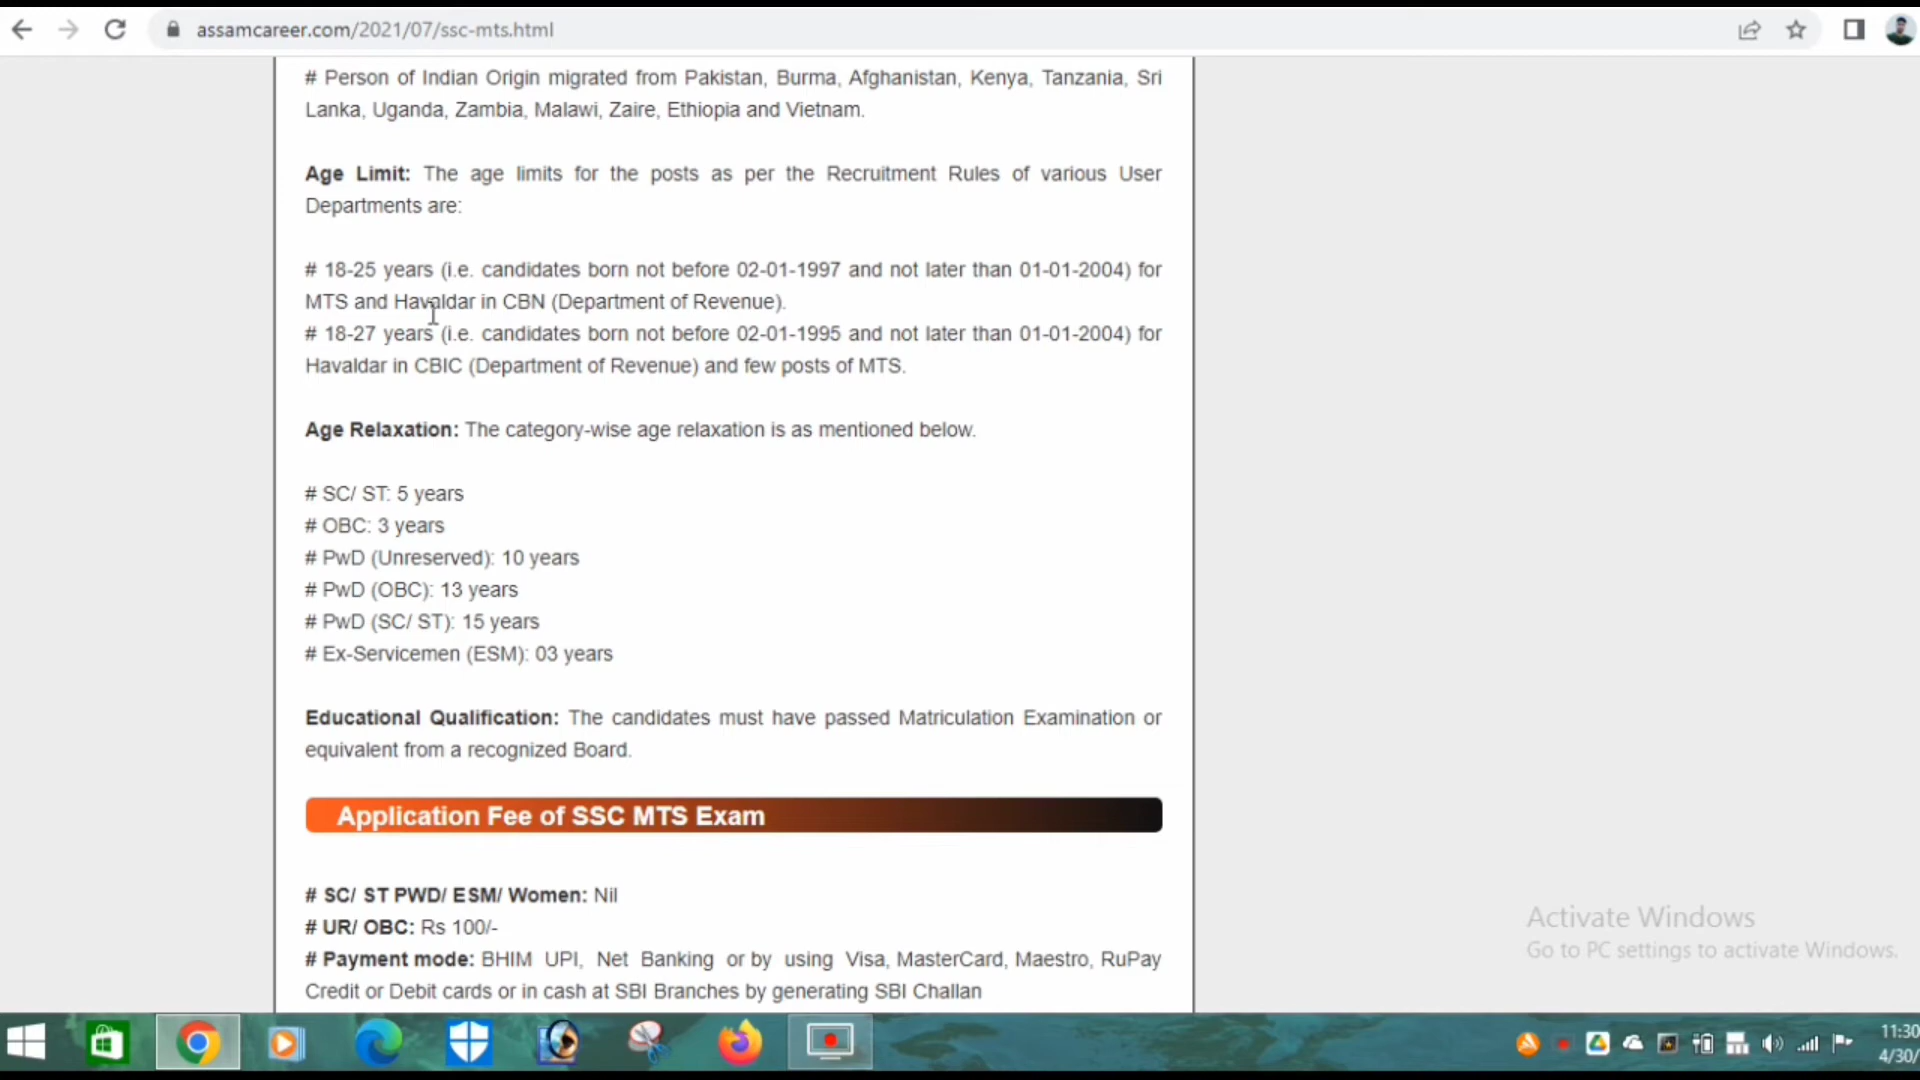 assamcareer.com/2021/07/ssc-mts.html
# Person of Indian Origin migrated from Pakistan, Burma, Afghanistan, Kenya, Tanzania, Sri
Lanka, Uganda, Zambia, Malawi, Zaire, Ethiopia and Vietnam.
Age Limit: The age limits for the posts as per the Recruitment Rules of various User
Departments are:
# 18-25 years (i.e. candidates born not before 02-01-1997 and not later than 01-01-2004) for
MTS and Havaldar in CBN (Department of Revenue).
# 18-27 years (i.e. candidates born not before 02-01-1995 and not later than 01-01-2004) for
Havaldar in CBIC (Department of Revenue) and few posts of MTS.
Age Relaxation: The category-wise age relaxation is as mentioned below.
# SC/ ST: 5 years
# OBC: 3 years
# PwD (Unreserved): 10 years
# PwD (OBC): 13 years
# PwD (SC/ ST): 15 years
# Ex-Servicemen (ESM): 03 years
Educational Qualification: The candidates must have passed Matriculation Examination or
equivalent from a recognized Board.
Application Fee of SSC MTS Exam
# SC/ ST PWD/ ESM/ Women: Nil
# UR/ OBC: Rs 100/-
# Payment mode: BHIM UPI, Net Banking or by using Visa, MasterCard, Maestro, RuPay
Credit or Debit cards or in cash at SBI Branches by generating SBI Challan
Activate Windows
Go to PC settings to activate Windows.
11:30
4/30/